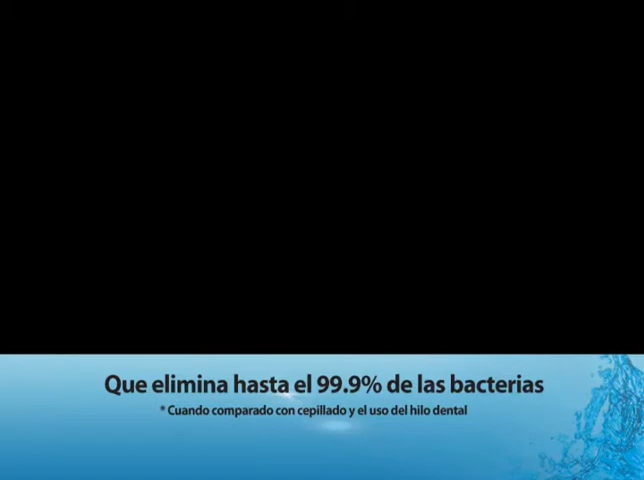 Que elimina hasta el 99.9% de las bacterias
* Cuando comparado con cepillado y el uso del hilo dental